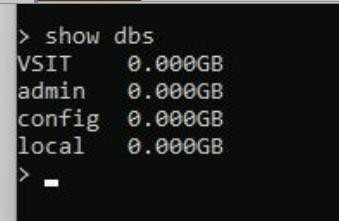 > show dbs
VSIT    0.000GB
admin   0.000GB
config  0.000GB
local   0.000GB
>